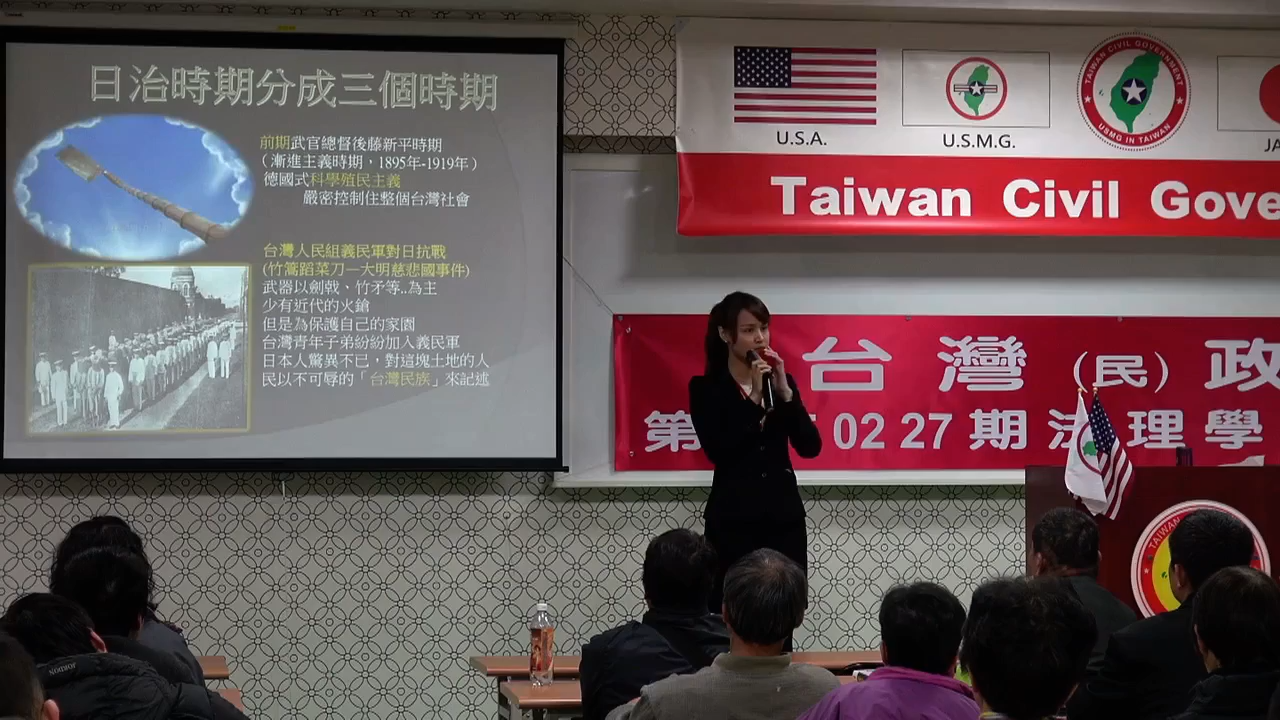 日治時期分成三個時期
前期武官總督後藤新平時期
（漸進主義時期，1895年-1919年）
德國式科學殖民主義
嚴密控制住整個台灣社會
台灣人民組義民軍對日抗戰
(竹篙蹈菜刀—大明慈悲國事件)
武器以劍戟、竹矛等..為主
少有近代的火鎗
但是為保護自己的家園
台灣青年子弟紛紛加入義民軍
日本人驚異不已，對這塊土地的人
民以不可辱的「台灣民族」來記述
U.S.A.
U.S.M.G.
TAIWAN CIVIL GOVERNMENT
USMG IN TAIWAN
JA
Taiwan Civil Gove
台灣（民）政
第 02 27 期法理學
TAIWAN
nomior